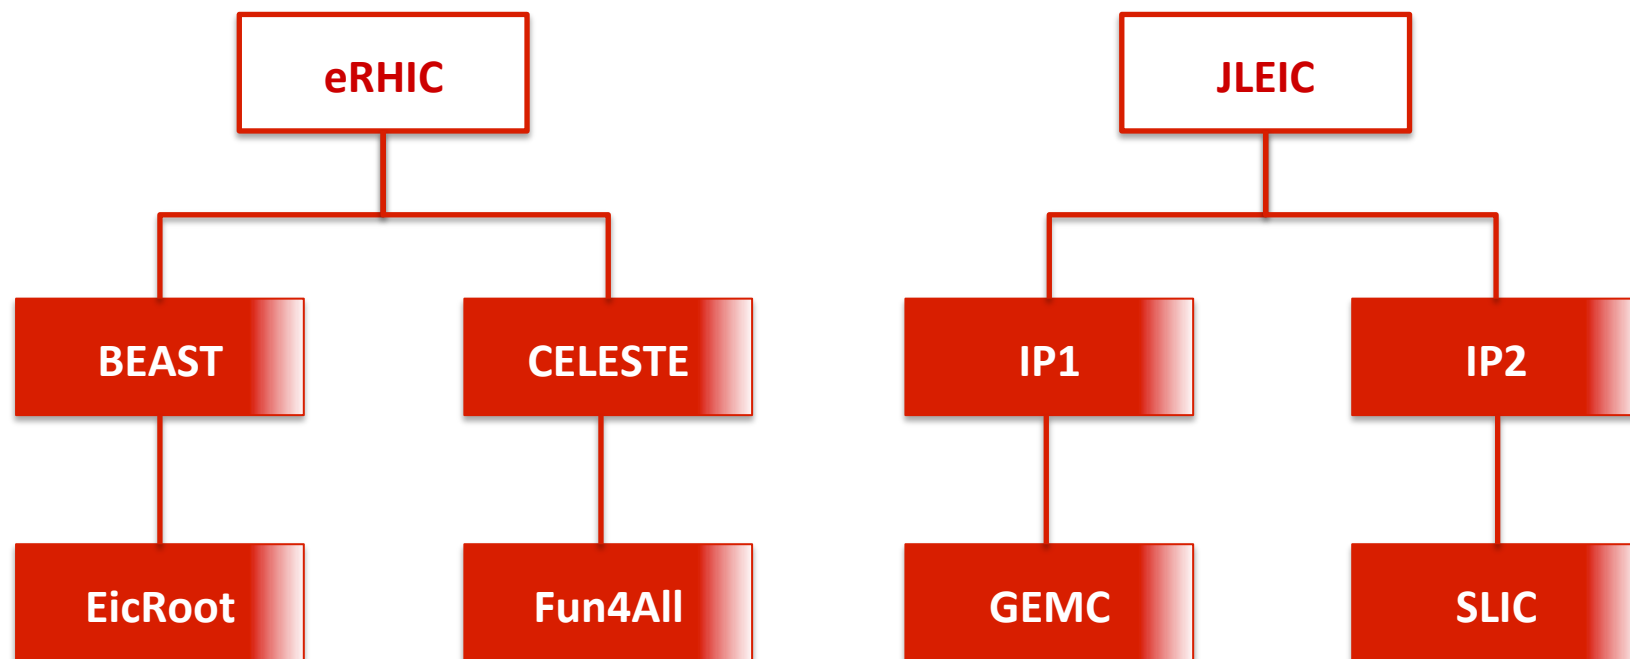 eRHIC
JLEIC
BEAST
CELESTE
IP1
IP2
EicRoot
Fun4All
GEMC
SLIC